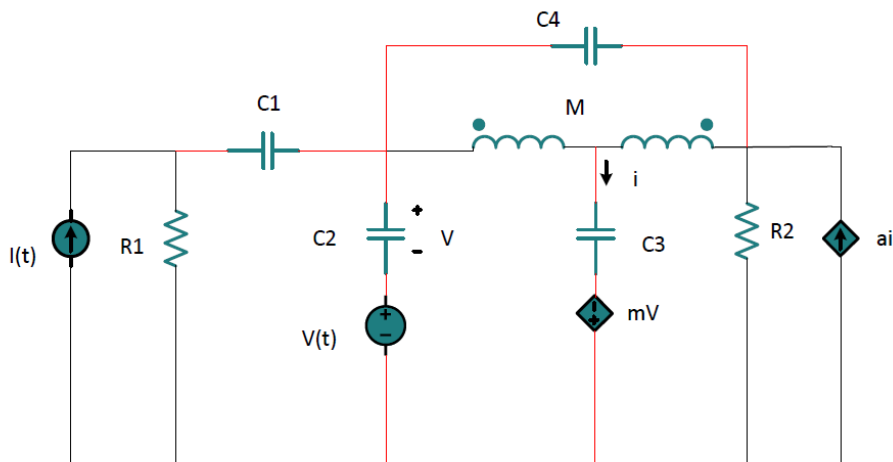 C4
C1
M
i
I(t)
R1
C2
+
-
V
C3
R2
ai
V(t)
+
-
mV